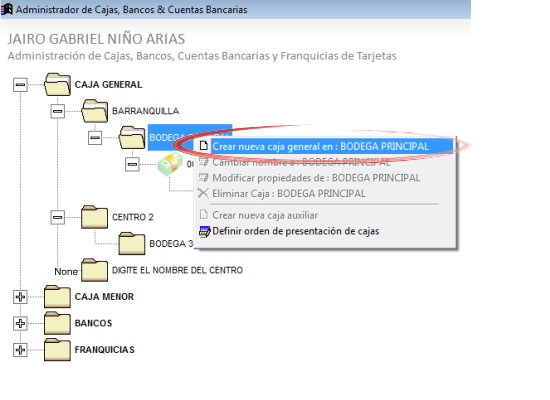 Administrador de Cajas, Bancos & Cuentas Bancarias
JAIRO GABRIEL NIÑO ARIAS
Administración de Cajas, Bancos, Cuentas Bancarias y Franquicias de Tarjetas
CAJA GENERAL
BARRANQUILLA
BODEGA
Crear nueva caja general en : BODEGA PRINCIPAL
Cambiar nombre a : BODEGA PRINCIPAL
Modificar propiedades de : BODEGA PRINCIPAL
Eliminar Caja : BODEGA PRINCIPAL
Crear nueva caja auxiliar
Definir orden de presentación de cajas
CENTRO 2
BODEGA 3
None
DIGITE EL NOMBRE DEL CENTRO
CAJA MENOR
BANCOS
FRANQUICIAS